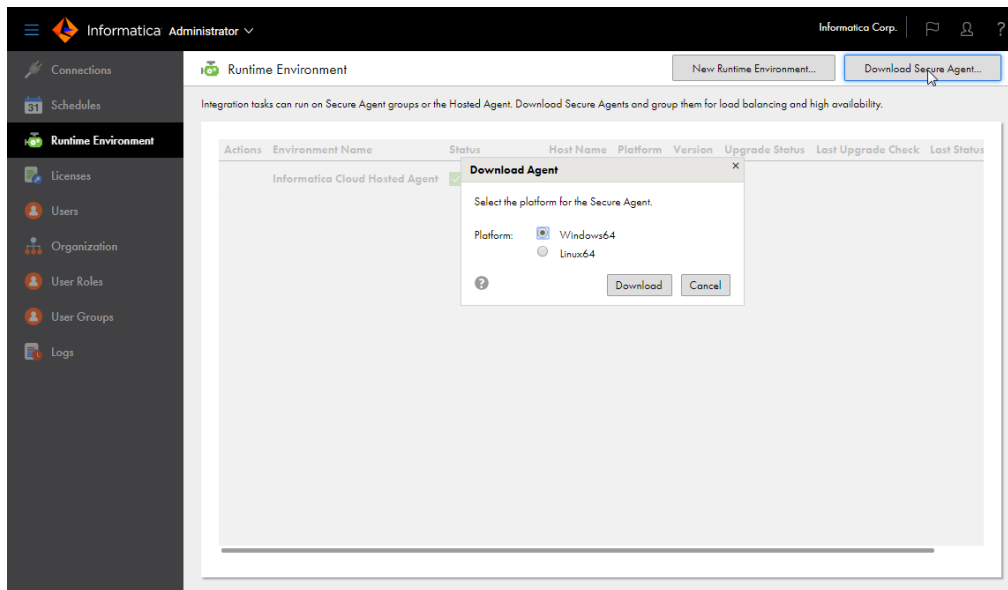 Informatica Administrator
Informatica Corp.
?
Connections
31 Schedules
Runtime Environment
Licenses
Users
Organization
User Roles
User Groups
Logs
Runtime Environment
New Runtime Environment...
Download Secure Agent...
Integration tasks can run on Secure Agent groups or the Hosted Agent. Download Secure Agents and group them for load balancing and high availability.
Actions Environment Name Status Host Name Platform Version Upgrade Status Last Upgrade Check Last Status
Informatica Cloud Hosted Agent
Download Agent ×
Select the platform for the Secure Agent.
Platform: Windows64
Linux64
? Download Cancel